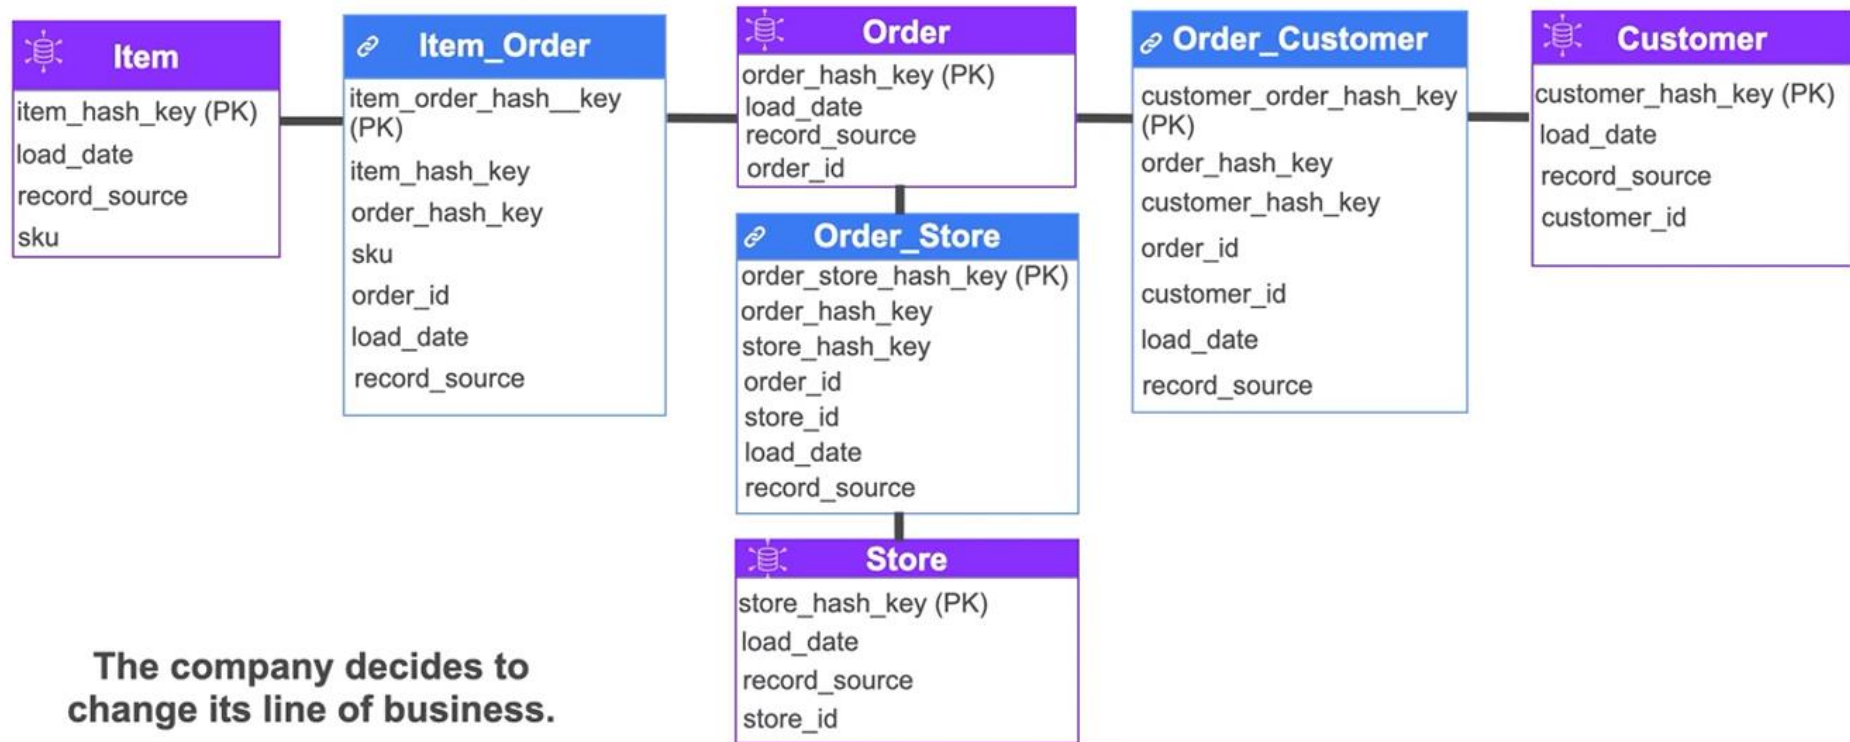 Item
item_hash_key (PK)
load_date
record_source
sku
Item_Order
item_order_hash__key
(PK)
item_hash_key
order_hash_key
sku
order_id
load_date
record_source
Order
order_hash_key (PK)
load_date
record_source
order_id
Order_Store
order_store_hash_key (PK)
order_hash_key
store_hash_key
order_id
store_id
load_date
record_source
Store
store_hash_key (PK)
load_date
record_source
store_id
Order_Customer
customer_order_hash_key
(PK)
order_hash_key
customer_hash_key
order_id
customer_id
load_date
record_source
Customer
customer_hash_key (PK)
load_date
record_source
customer_id
The company decides to
change its line of business.